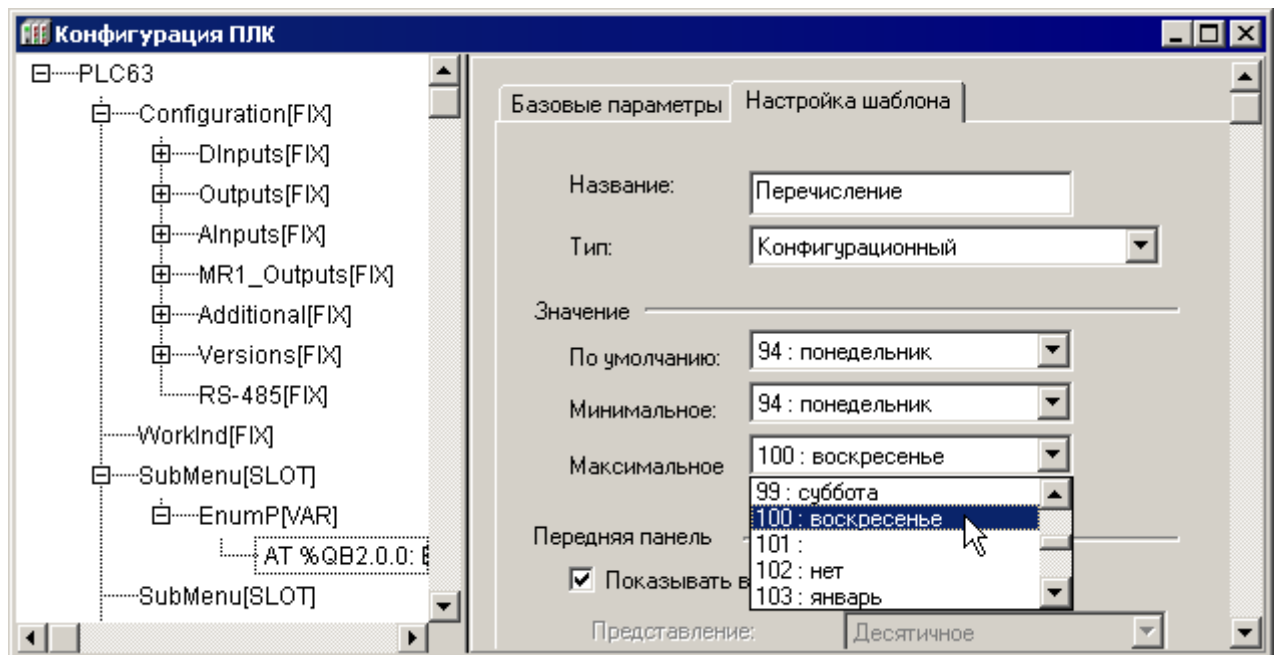 Конфигурация ПЛК
PLC63
Configuration[FIX]
DInputs[FIX]
Outputs[FIX]
AInputs[FIX]
MR1_Outputs[FIX]
Additional[FIX]
Versions[FIX]
RS-485[FIX]
WorkInd[FIX]
SubMenu[SLOT]
EnumP[VAR]
AT %QB2.0.0:
SubMenu[SLOT]
Базовые параметры Настройка шаблона
Название: Перечисление
Тип: Конфигурационный
Значение
По умолчанию: 94 : понедельник
Минимальное: 94 : понедельник
Максимальное 100 : воскресенье
99 : суббота
100 : воскресенье
101 :
102 : нет
103 : январь
Передняя панель
Показывать в
Представление: Десятичное